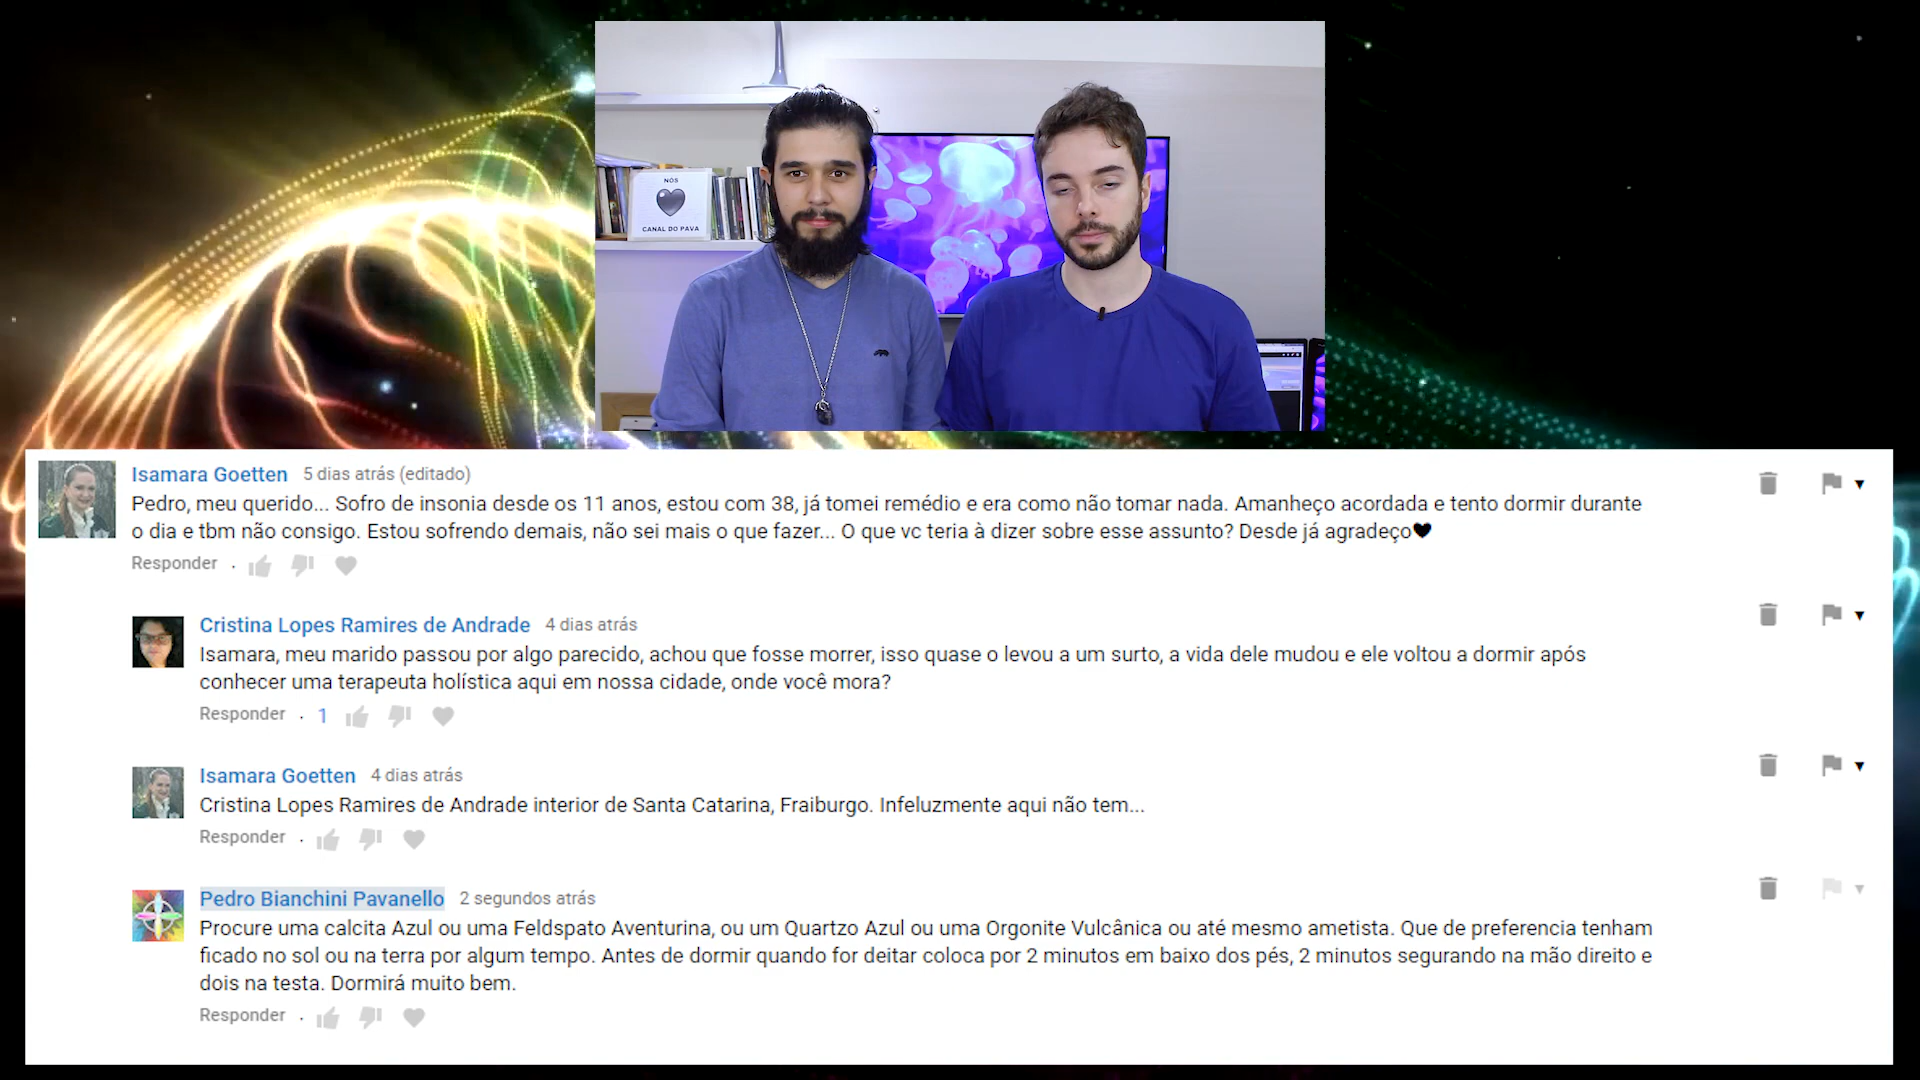 NÓS
CANAL DO PAVA
Isamara Goetten 5 dias atrás (editado)
Pedro, meu querido... Sofro de insonia desde os 11 anos, estou com 38, já tomei remédio e era como não tomar nada. Amanheço acordada e tento dormir durante
o dia e tbm não consigo. Estou sofrendo demais, não sei mais o que fazer... O que vc teria à dizer sobre esse assunto? Desde já agradeço🖤
Responder .
Cristina Lopes Ramires de Andrade 4 dias atrás
Isamara, meu marido passou por algo parecido, achou que fosse morrer, isso quase o levou a um surto, a vida dele mudou e ele voltou a dormir após
conhecer uma terapeuta holística aqui em nossa cidade, onde você mora?
Responder . 1
Isamara Goetten 4 dias atrás
Cristina Lopes Ramires de Andrade interior de Santa Catarina, Fraiburgo. Infeluzmente aqui não tem...
Responder .
Pedro Bianchini Pavanello 2 segundos atrás
Procure uma calcita Azul ou uma Feldspato Aventurina, ou um Quartzo Azul ou uma Orgonite Vulcânica ou até mesmo ametista. Que de preferencia tenham
ficado no sol ou na terra por algum tempo. Antes de dormir quando for deitar coloca por 2 minutos em baixo dos pés, 2 minutos segurando na mão direito e
dois na testa. Dormirá muito bem.
Responder .